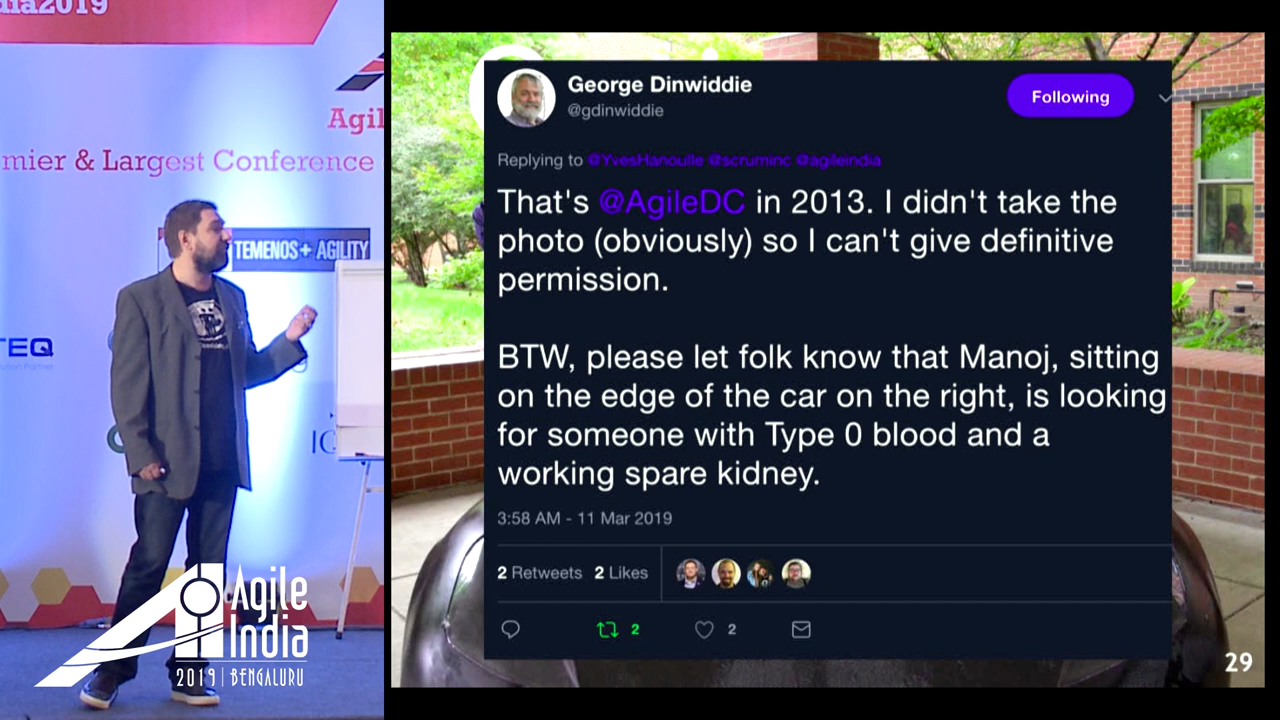 dia2019
Agil
mier & Largest Conference
TEMENOS+ AGILITY
TEQ
ution Partner
IC
Agile
India
2019 | BENGALURU
George Dinwiddie
@gdinwiddie
Following
Replying to @YvesHanoulle @scruminc @agileindia
That's @AgileDC in 2013. I didn't take the
photo (obviously) so I can't give definitive
permission.
BTW, please let folk know that Manoj, sitting
on the edge of the car on the right, is looking
for someone with Type 0 blood and a
working spare kidney.
3:58 AM - 11 Mar 2019
2 Retweets 2 Likes
2 2
29